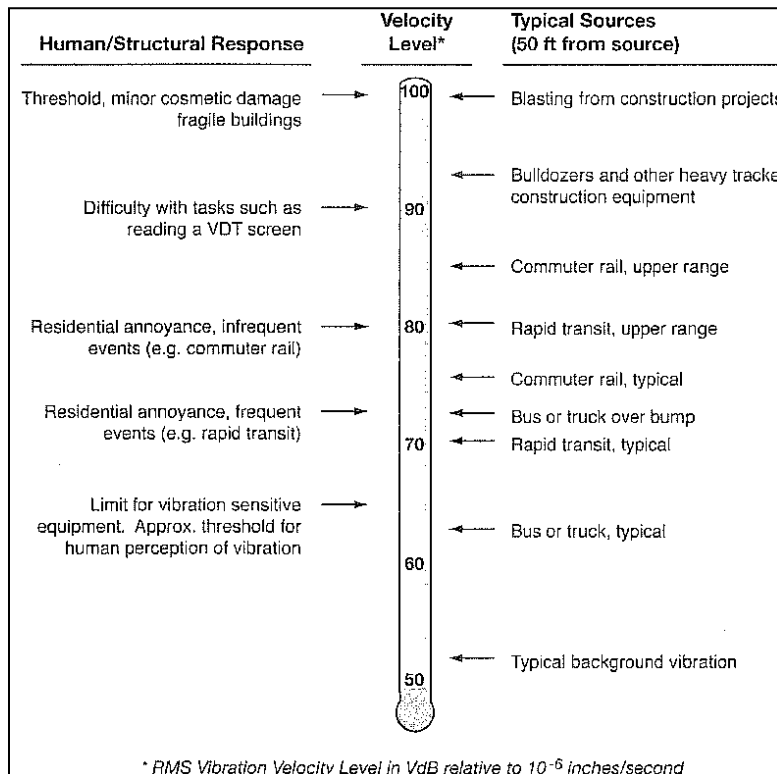 Human/Structural Response
Velocity
Level*
Typical Sources
(50 ft from source)
Threshold, minor cosmetic damage
fragile buildings
100
Blasting from construction projects
Bulldozers and other heavy tracke
construction equipment
Difficulty with tasks such as
reading a VDT screen
90
Commuter rail, upper range
Residential annoyance, infrequent
events (e.g. commuter rail)
80
Rapid transit, upper range
Commuter rail, typical
Residential annoyance, frequent
events (e.g. rapid transit)
Bus or truck over bump
70
Rapid transit, typical
Limit for vibration sensitive
equipment. Approx. threshold for
human perception of vibration
Bus or truck, typical
60
Typical background vibration
50
* RMS Vibration Velocity Level in VdB relative to 10⁻⁶ inches/second